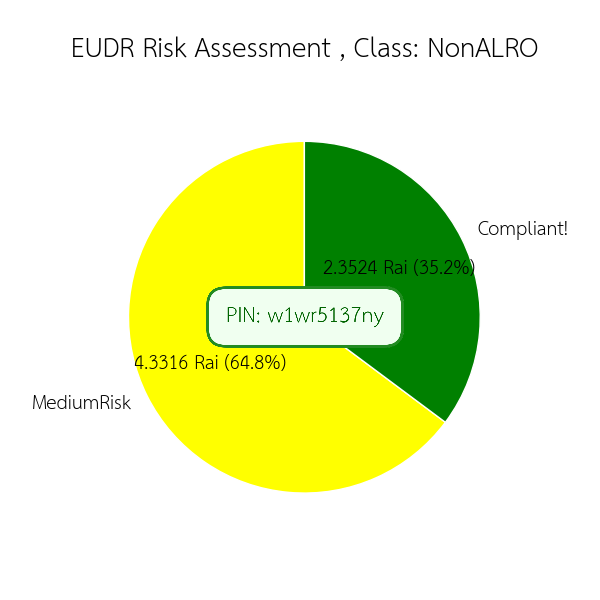 EUDR Risk Assessment , Class: NonALRO
Compliant!
2.3524 Rai (35.2%)
PIN: w1wr5137ny
4.3316 Rai (64.8%)
MediumRisk